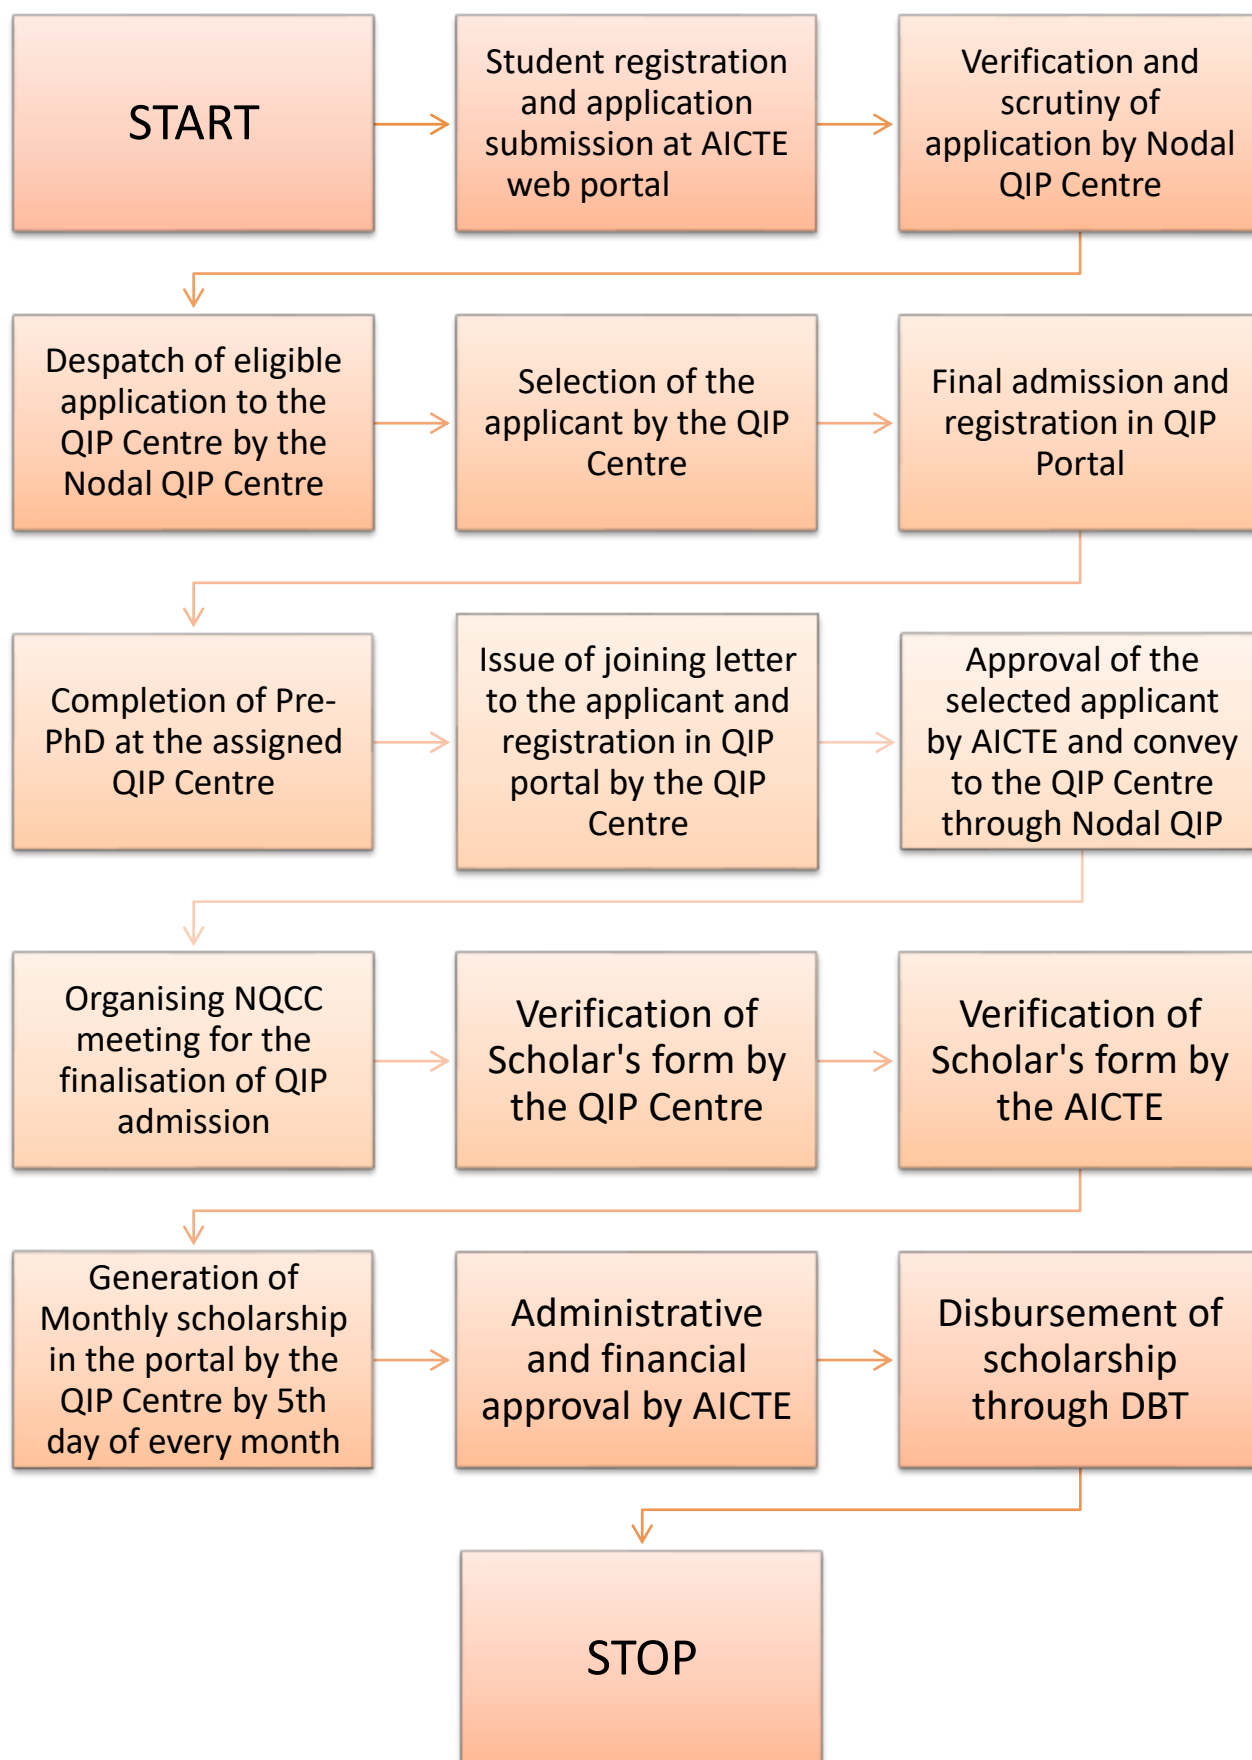 START
Student registration
and application
submission at AICTE
web portal
Verification and
scrutiny of
application by Nodal
QIP Centre
Despatch of eligible
application to the
QIP Centre by the
Nodal QIP Centre
Selection of the
applicant by the QIP
Centre
Final admission and
registration in QIP
Portal
Completion of Pre-
PhD at the assigned
QIP Centre
Issue of joining letter
to the applicant and
registration in QIP
portal by the QIP
Centre
Approval of the
selected applicant
by AICTE and convey
to the QIP Centre
through Nodal QIP
Organising NQCC
meeting for the
finalisation of QIP
admission
Verification of
Scholar's form by
the QIP Centre
Verification of
Scholar's form by
the AICTE
Generation of
Monthly scholarship
in the portal by the
QIP Centre by 5th
day of every month
Administrative
and financial
approval by AICTE
Disbursement of
scholarship
through DBT
STOP